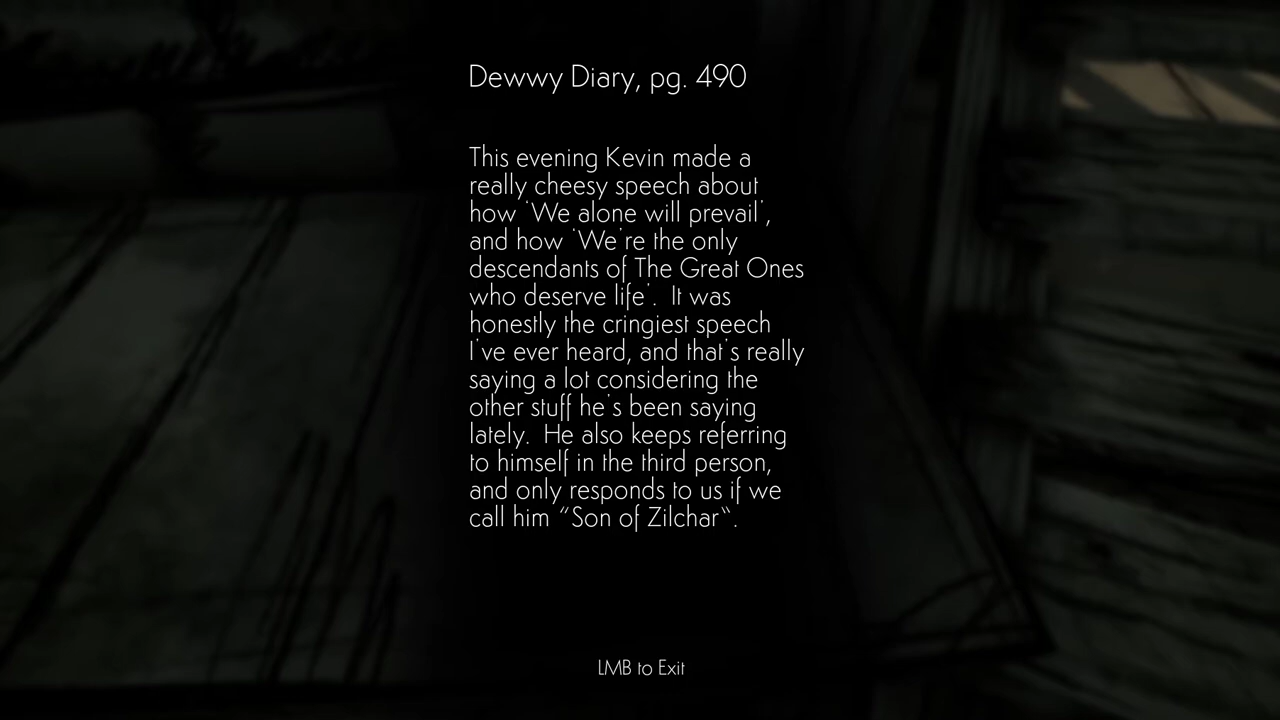 Dewwy Diary, pg. 490
This evening Kevin made a
really cheesy speech about
how 'We alone will prevail',
and how 'We're the only
descendants of The Great Ones
who deserve life'.  It was
honestly the cringiest speech
I've ever heard, and that's really
saying a lot considering the
other stuff he's been saying
lately.  He also keeps referring
to himself in the third person,
and only responds to us if we
call him “Son of Zilchar“.
LMB to Exit